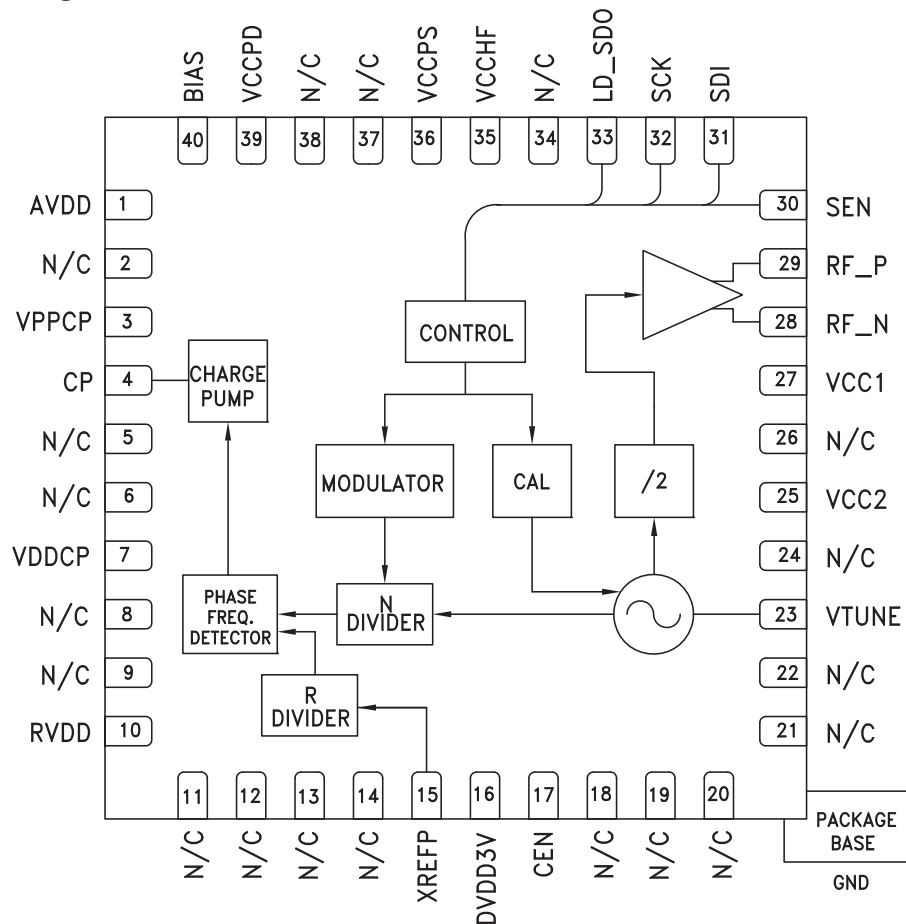 BIAS
VCCPD
N/C
N/C
VCCPS
VCCHF
N/C
LD_SDO
SCK
SDI
40
39
38
37
36
35
34
33
32
31
AVDD 1
N/C 2
VPPCP 3
CP 4
N/C 5
N/C 6
VDDCP 7
N/C 8
N/C 9
RVDD 10
30 SEN
29 RF_P
28 RF_N
27 VCC1
26 N/C
25 VCC2
24 N/C
23 VTUNE
22 N/C
21 N/C
CONTROL
CHARGE
PUMP
MODULATOR
CAL
/2
PHASE
FREQ.
DETECTOR
N
DIVIDER
R
DIVIDER
11
12
13
14
15
16
17
18
19
20
N/C
N/C
N/C
N/C
XREFP
DVDD3V
CEN
N/C
N/C
N/C
PACKAGE
BASE
GND